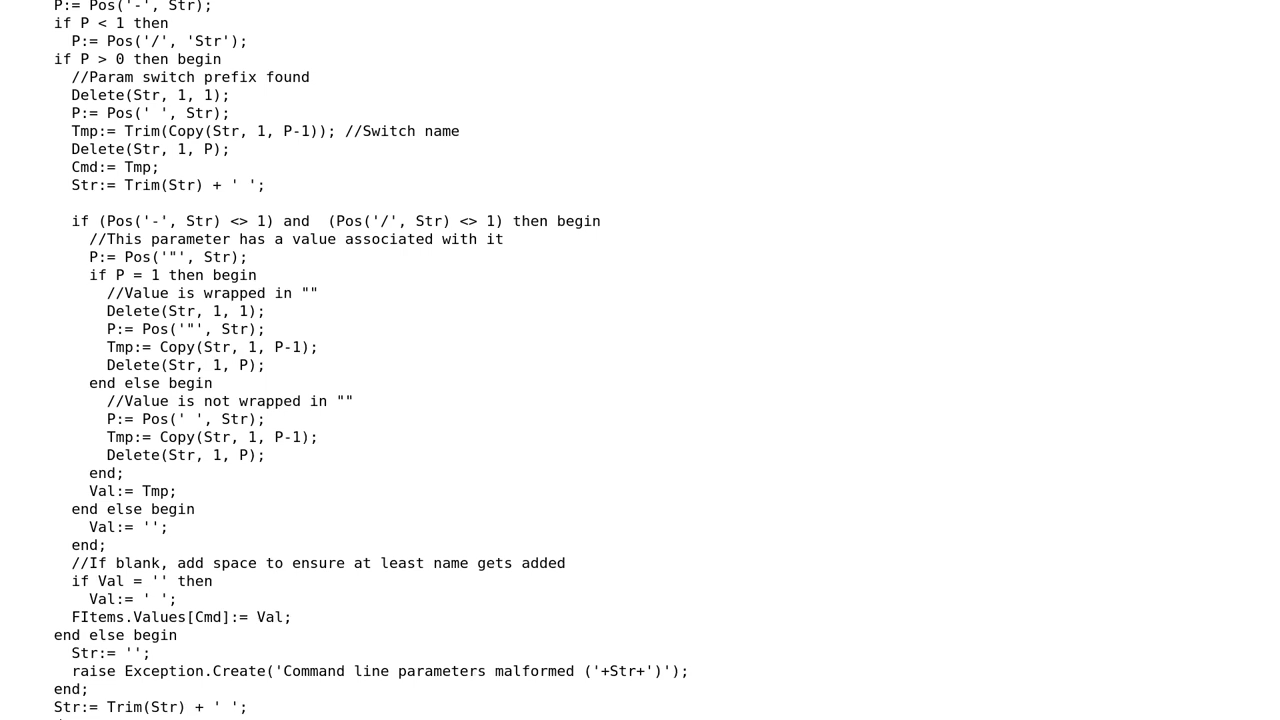 P:= Pos('-', Str);
if P < 1 then
P:= Pos('/', 'Str');
if P > 0 then begin
//Param switch prefix found
Delete(Str, 1, 1);
P:= Pos(' ', Str);
Tmp:= Trim(Copy(Str, 1, P-1)); //Switch name
Delete(Str, 1, P);
Cmd:= Tmp;
Str:= Trim(Str) + ' ';
if (Pos('-', Str) <> 1) and  (Pos('/', Str) <> 1) then begin
//This parameter has a value associated with it
P:= Pos('"', Str);
if P = 1 then begin
//Value is wrapped in ""
Delete(Str, 1, 1);
P:= Pos('"', Str);
Tmp:= Copy(Str, 1, P-1);
Delete(Str, 1, P);
end else begin
//Value is not wrapped in ""
P:= Pos(' ', Str);
Tmp:= Copy(Str, 1, P-1);
Delete(Str, 1, P);
end;
Val:= Tmp;
end else begin
Val:= '';
end;
//If blank, add space to ensure at least name gets added
if Val = '' then
Val:= ' ';
FItems.Values[Cmd]:= Val;
end else begin
Str:= '';
raise Exception.Create('Command line parameters malformed ('+Str+')');
end;
Str:= Trim(Str) + ' ';